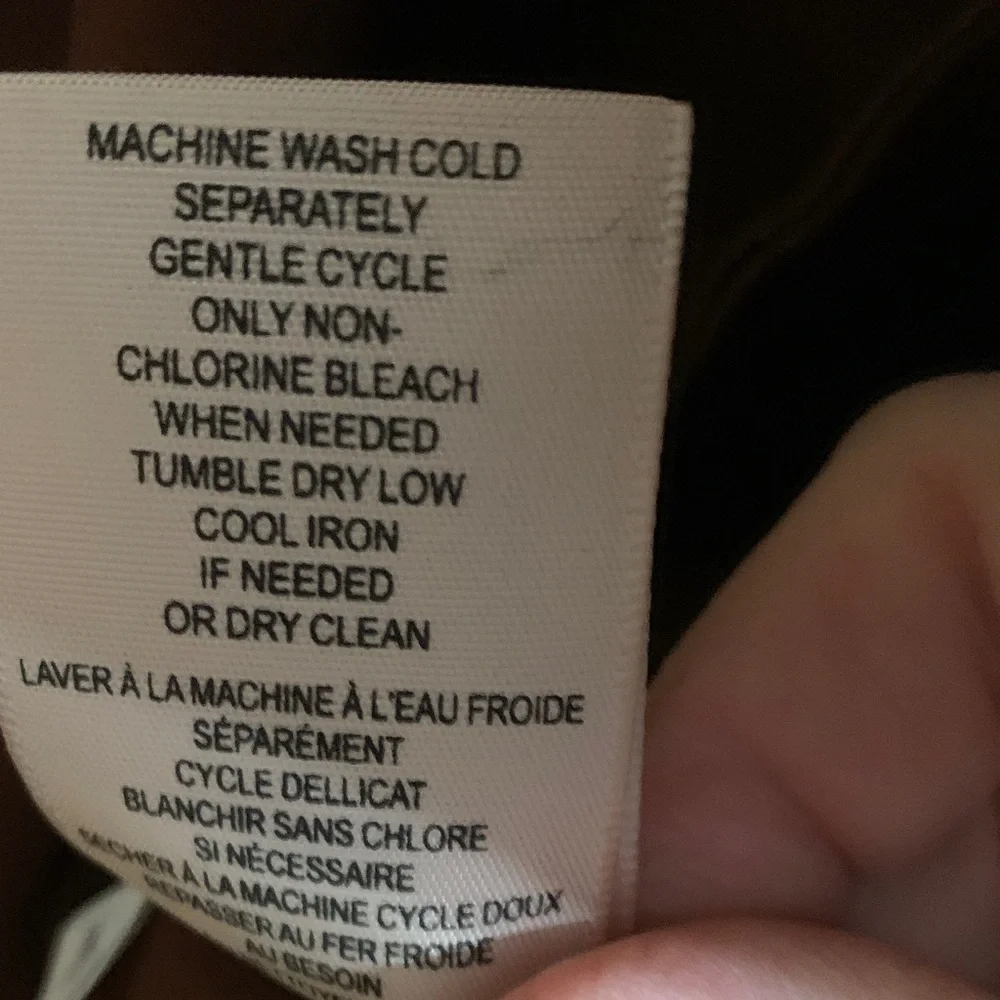 MACHINE WASH COLD
SEPARATELY
GENTLE CYCLE
ONLY NON-
CHLORINE BLEACH
WHEN NEEDED
TUMBLE DRY LOW
COOL IRON
IF NEEDED
OR DRY CLEAN
LAVER À LA MACHINE À L'EAU FROIDE
SÉPARÉMENT
CYCLE DELLICAT
BLANCHIR SANS CHLORE
SI NÉCESSAIRE
SÉCHER À LA MACHINE CYCLE DOUX
REPASSER AU FER FROIDE
AU BESOIN